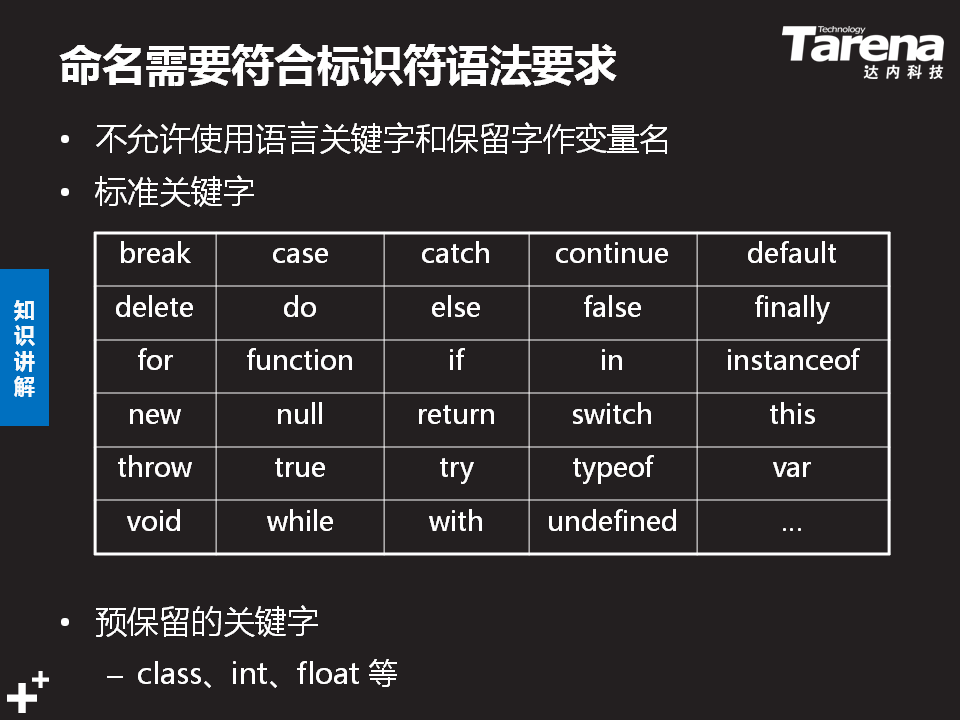 命名需要符合标识符语法要求
Technology
Tarena
达内科技
• 不允许使用语言关键字和保留字作变量名
• 标准关键字
break case catch continue default
delete do else false finally
for function if in instanceof
new null return switch this
throw true try typeof var
void while with undefined …
知识讲解
• 预保留的关键字
– class、int、float 等